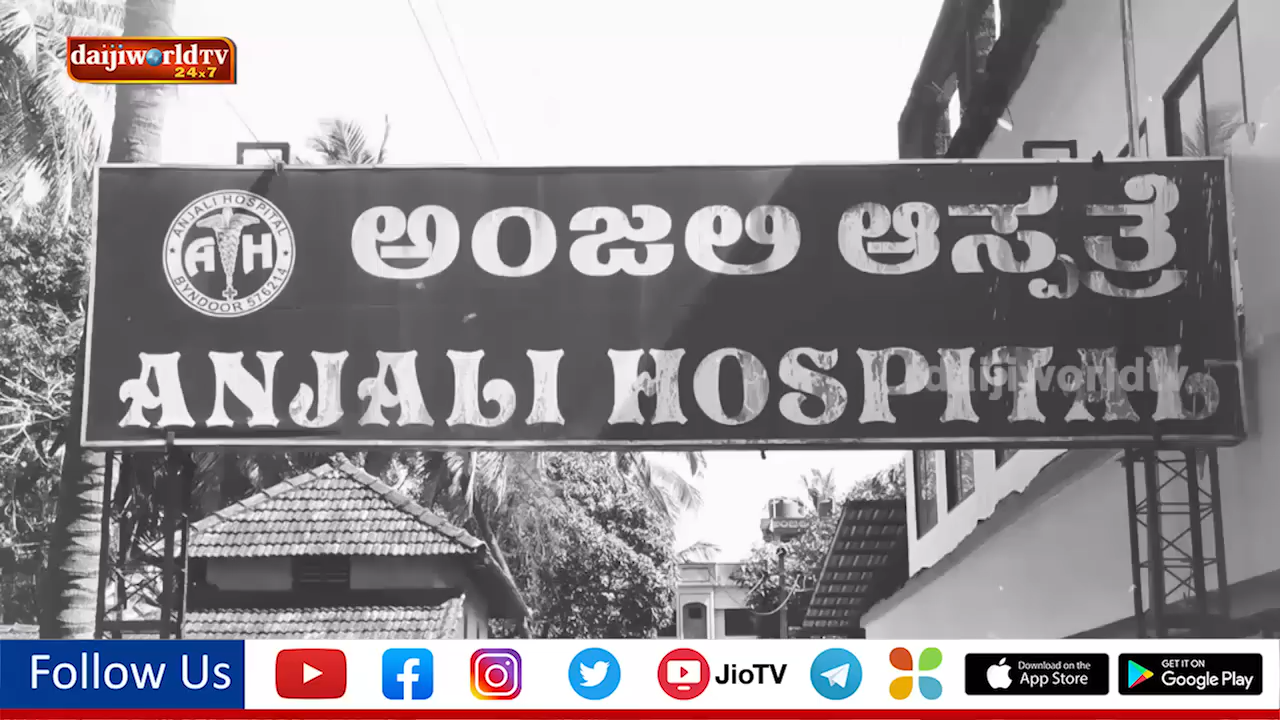 daijiworldTV
24x7
ANJALI HOSPITAL
AH
BYNDOOR 576214
ಅಂಜಲಿ ಆಸ್ಪತ್ರೆ
ANJALI HOSPITAL
daijiworldtv
Follow Us
JioTV
Download on the
App Store
GET IT ON
Google Play